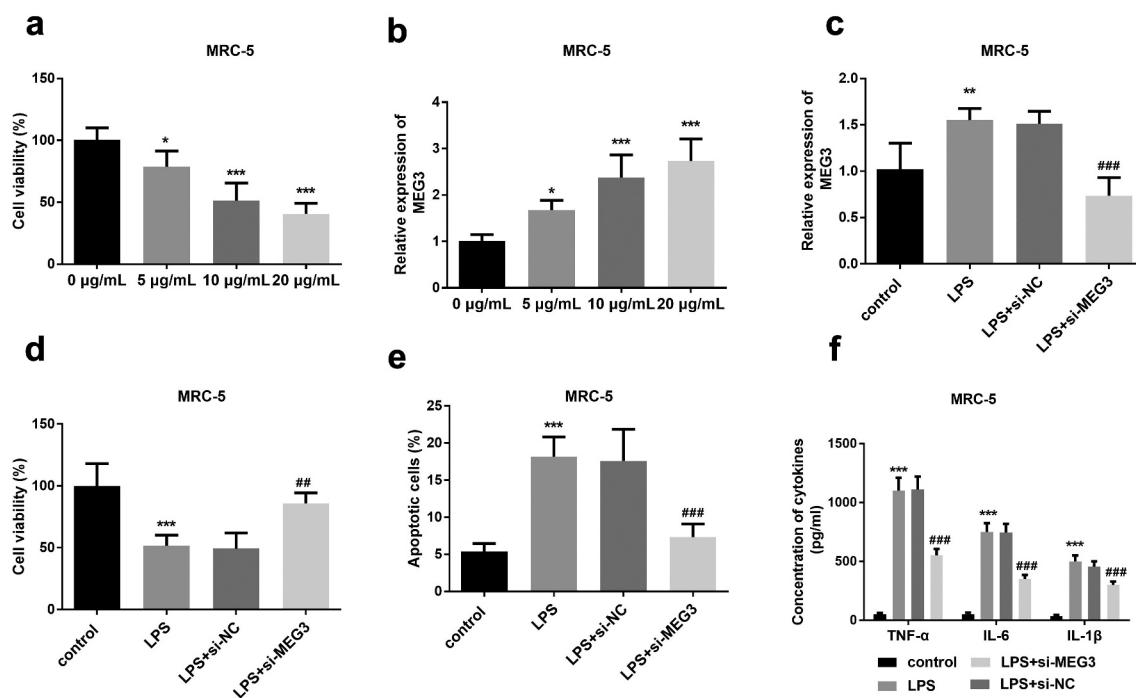 a
MRC-5
Cell viability (%)
150
100
50
0
*
***
***
0 μg/mL
5 μg/mL
10 μg/mL
20 μg/mL
b
MRC-5
Relative expression of
MEG3
4
3
2
1
0
*
***
***
0 μg/mL
5 μg/mL
10 μg/mL
20 μg/mL
c
MRC-5
Relative expression of
MEG3
2.0
1.5
1.0
0.5
0.0
**
###
control
LPS
LPS+si-NC
LPS+si-MEG3
d
MRC-5
Cell viability (%)
150
100
50
0
***
##
control
LPS
LPS+si-NC
LPS+si-MEG3
e
MRC-5
Apoptotic cells (%)
25
20
15
10
5
0
***
###
control
LPS
LPS+si-NC
LPS+si-MEG3
f
MRC-5
Concentration of cytokines
(pg/ml)
1500
1000
500
0
***
###
***
###
***
###
TNF-α
IL-6
IL-1β
control
LPS+si-MEG3
LPS
LPS+si-NC